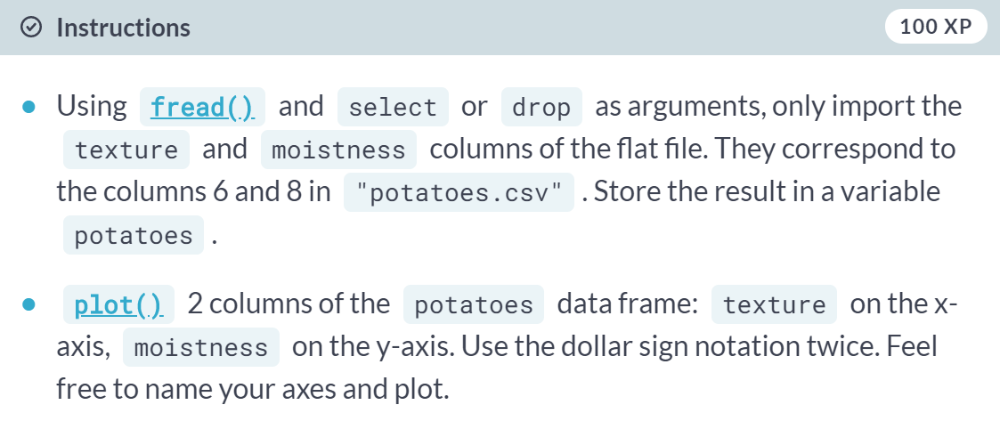 Instructions
100 XP
Using fread() and select or drop as arguments, only import the
texture and moistness columns of the flat file. They correspond to
the columns 6 and 8 in "potatoes.csv" . Store the result in a variable
potatoes .
plot() 2 columns of the potatoes data frame: texture on the x-
axis, moistness on the y-axis. Use the dollar sign notation twice. Feel
free to name your axes and plot.